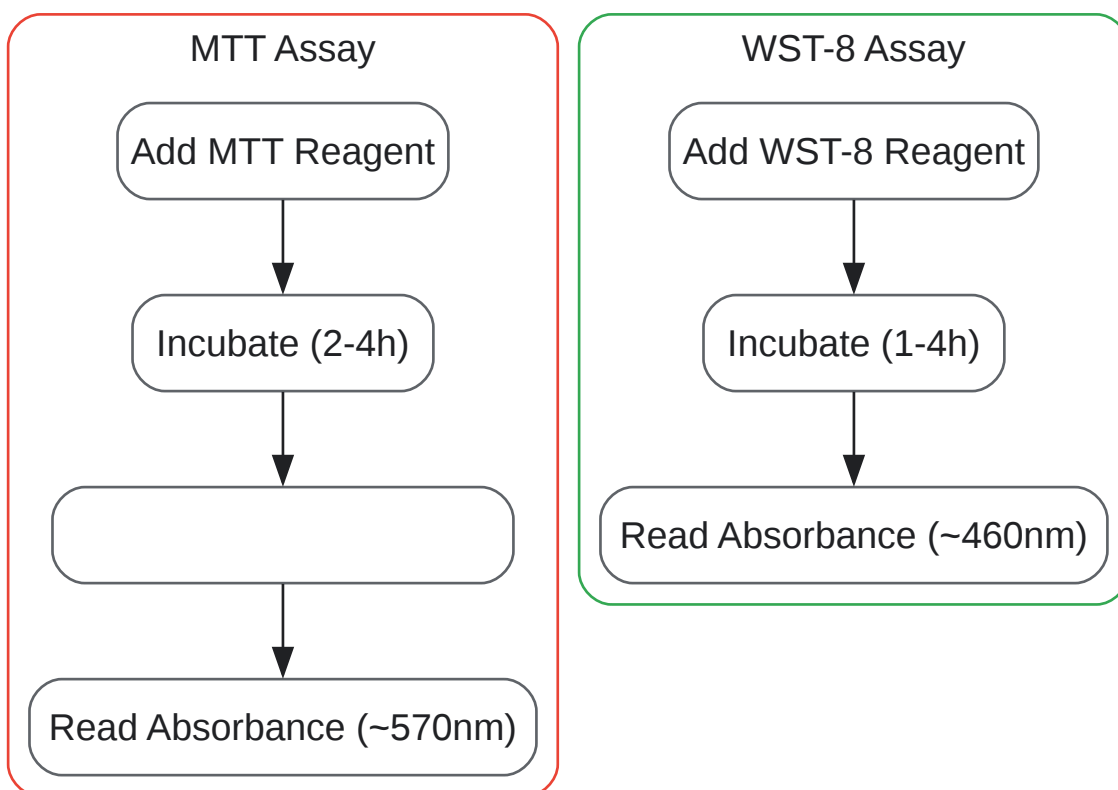 MTT Assay
Add MTT Reagent
Incubate (2-4h)
Read Absorbance (~570nm)
WST-8 Assay
Add WST-8 Reagent
Incubate (1-4h)
Read Absorbance (~460nm)